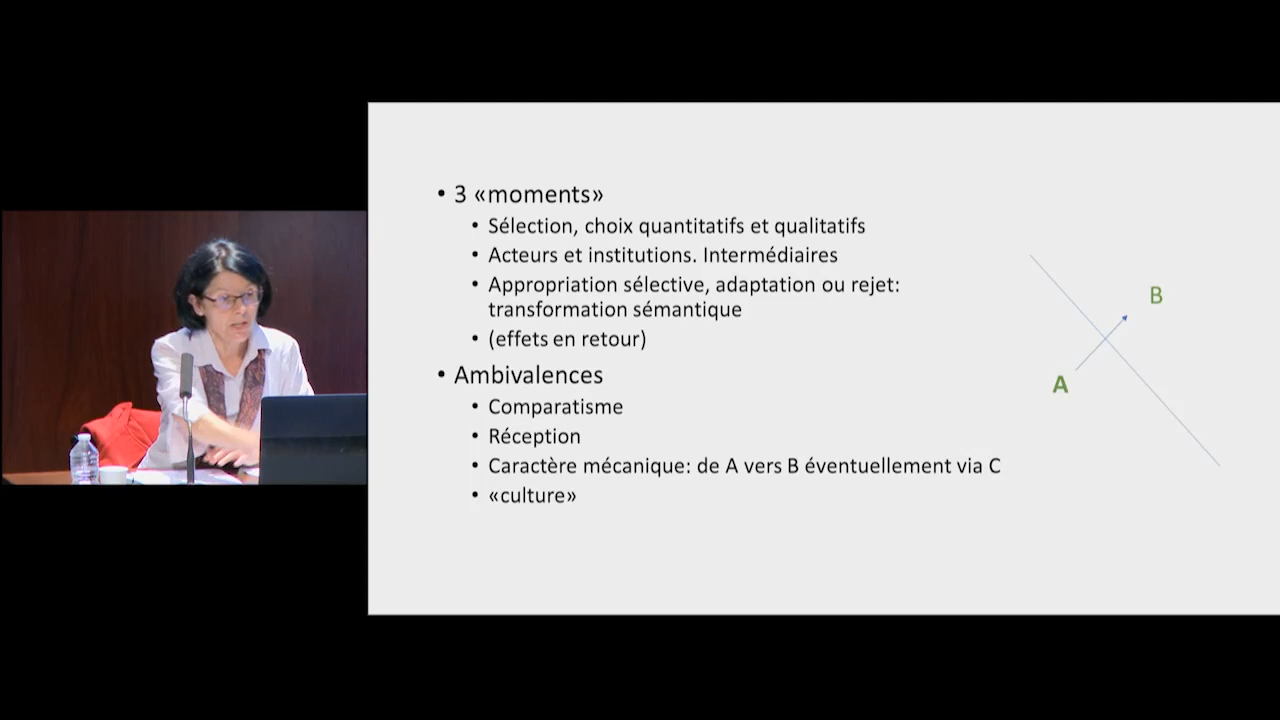 • 3 «moments»
• Sélection, choix quantitatifs et qualitatifs
• Acteurs et institutions. Intermédiaires
• Appropriation sélective, adaptation ou rejet:
transformation sémantique
• (effets en retour)
• Ambivalences
• Comparatisme
• Réception
• Caractère mécanique: de A vers B éventuellement via C
• «culture»
B
A